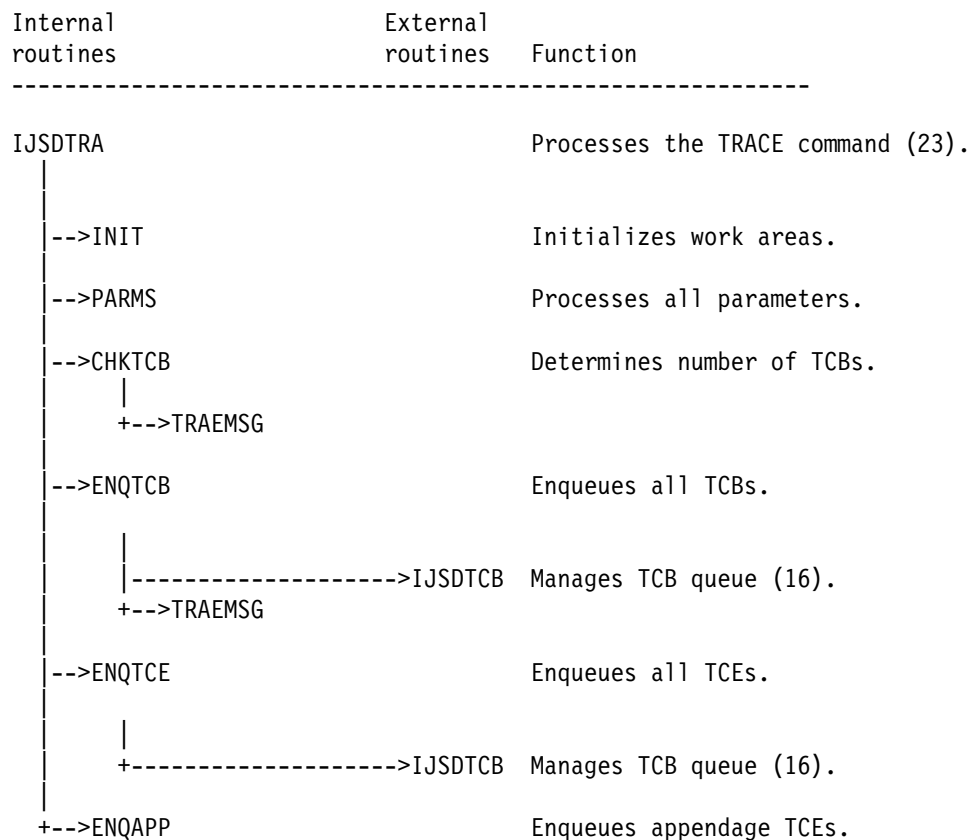 Internal                    External
routines                    routines   Function
------------------------------------------------------------
IJSDTRA                                Processes the TRACE command (23).
  |
  |
  |-->INIT                             Initializes work areas.
  |
  |-->PARMS                            Processes all parameters.
  |
  |-->CHKTCB                           Determines number of TCBs.
  |     |
  |     +-->TRAEMSG
  |
  |-->ENQTCB                           Enqueues all TCBs.
  |
  |     |
  |     |-------------------->IJSDTCB  Manages TCB queue (16).
  |     +-->TRAEMSG
  |
  |-->ENQTCE                           Enqueues all TCEs.
  |
  |     |
  |     +-------------------->IJSDTCB  Manages TCB queue (16).
  |
  +-->ENQAPP                           Enqueues appendage TCEs.